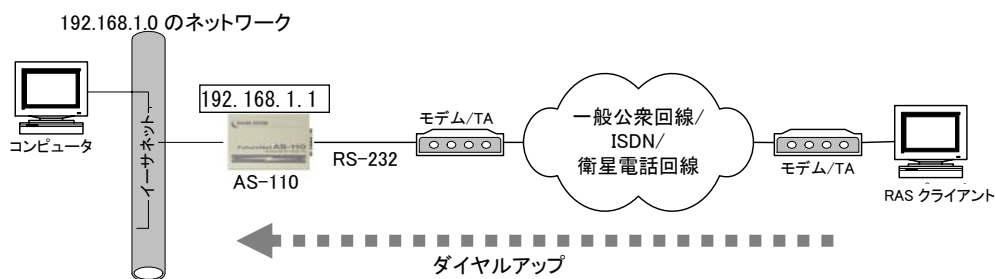 192.168.1.0 のネットワーク
コンピュータ
イーサネット
192.168.1.1
FutureNet AS-110
AS-110
RS-232
モデム/TA
一般公衆回線/
ISDN/
衛星電話回線
モデム/TA
RAS クライアント
ダイヤルアップ